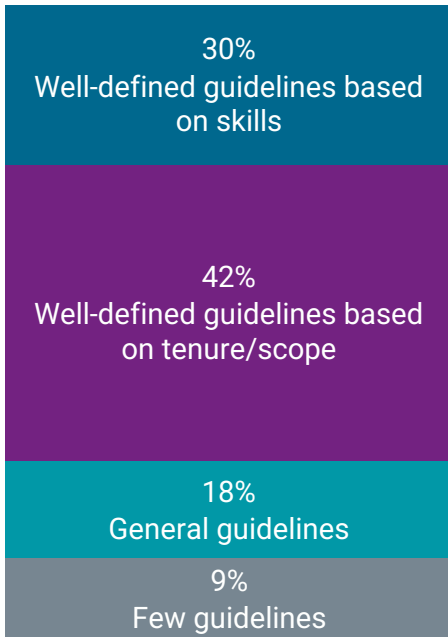 30%
Well-defined guidelines based
on skills
42%
Well-defined guidelines based
on tenure/scope
18%
General guidelines
9%
Few guidelines